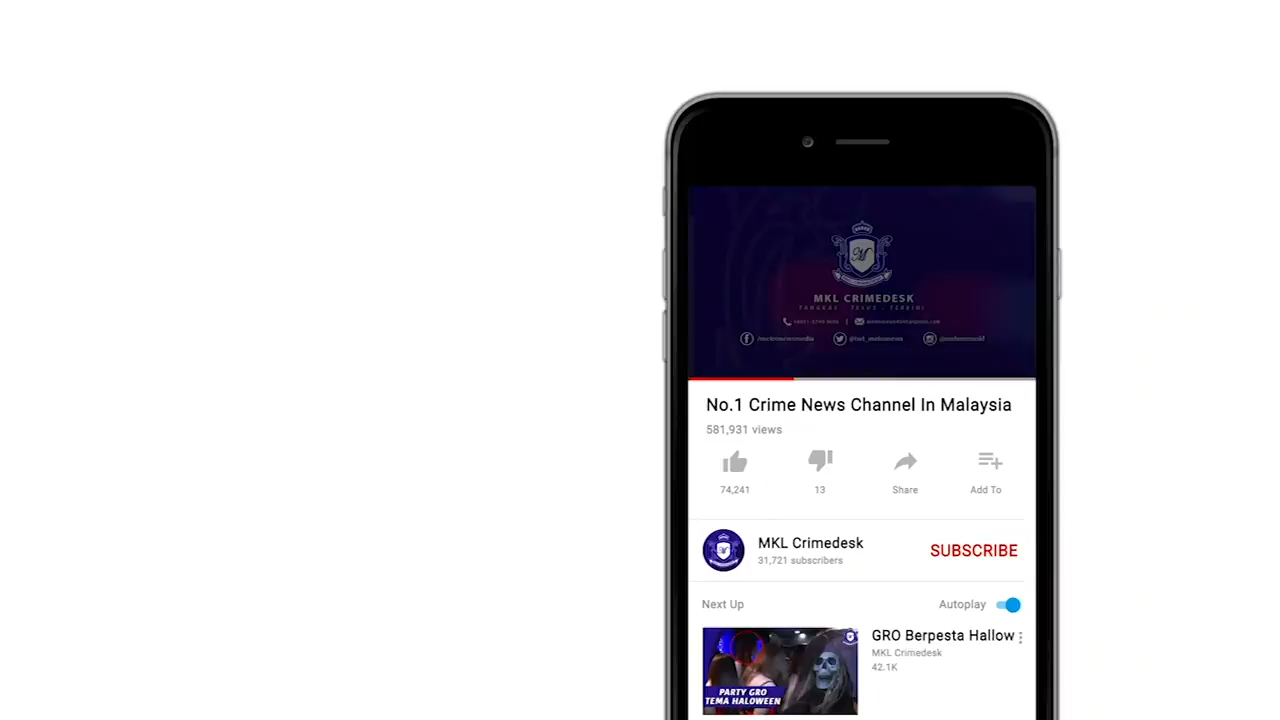 MKL CRIMEDESK
No.1 Crime News Channel In Malaysia
581,931 views
74,241 13 Share Add To
MKL Crimedesk
31,721 subscribers
SUBSCRIBE
Next Up Autoplay
GRO Berpesta Hallow
MKL Crimedesk
42.1K
PARTY GRO
TEMA HALOWEEN